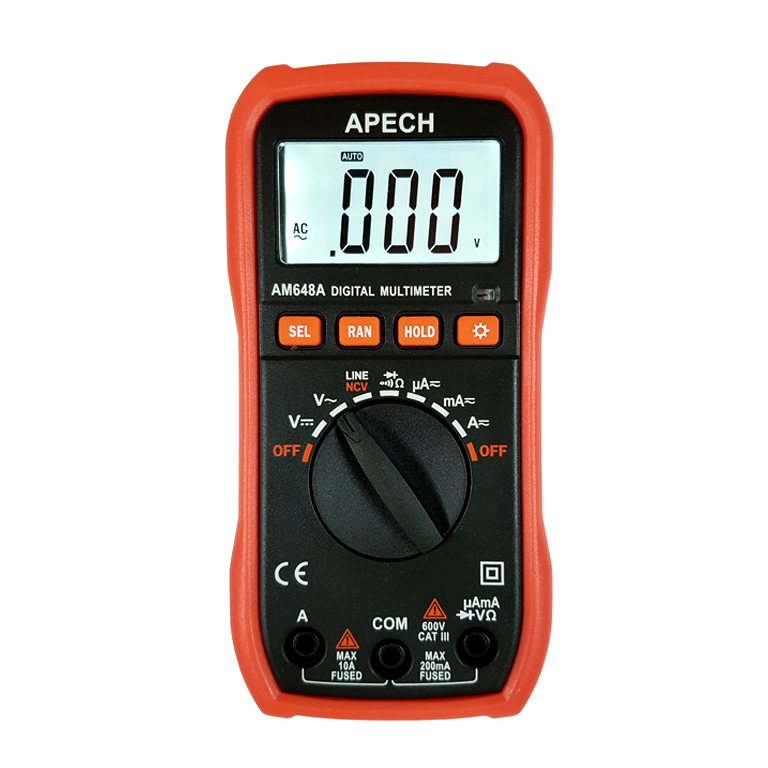 APECH
AUTO
AC
.000 V
AM648A DIGITAL MULTIMETER
SEL RAN HOLD
LINE
NCV
Ω
µA
V~
mA
V
A
OFF OFF
CE
A
COM
600V
CAT III
µAmA
VΩ
MAX
10A
FUSED
MAX
200mA
FUSED